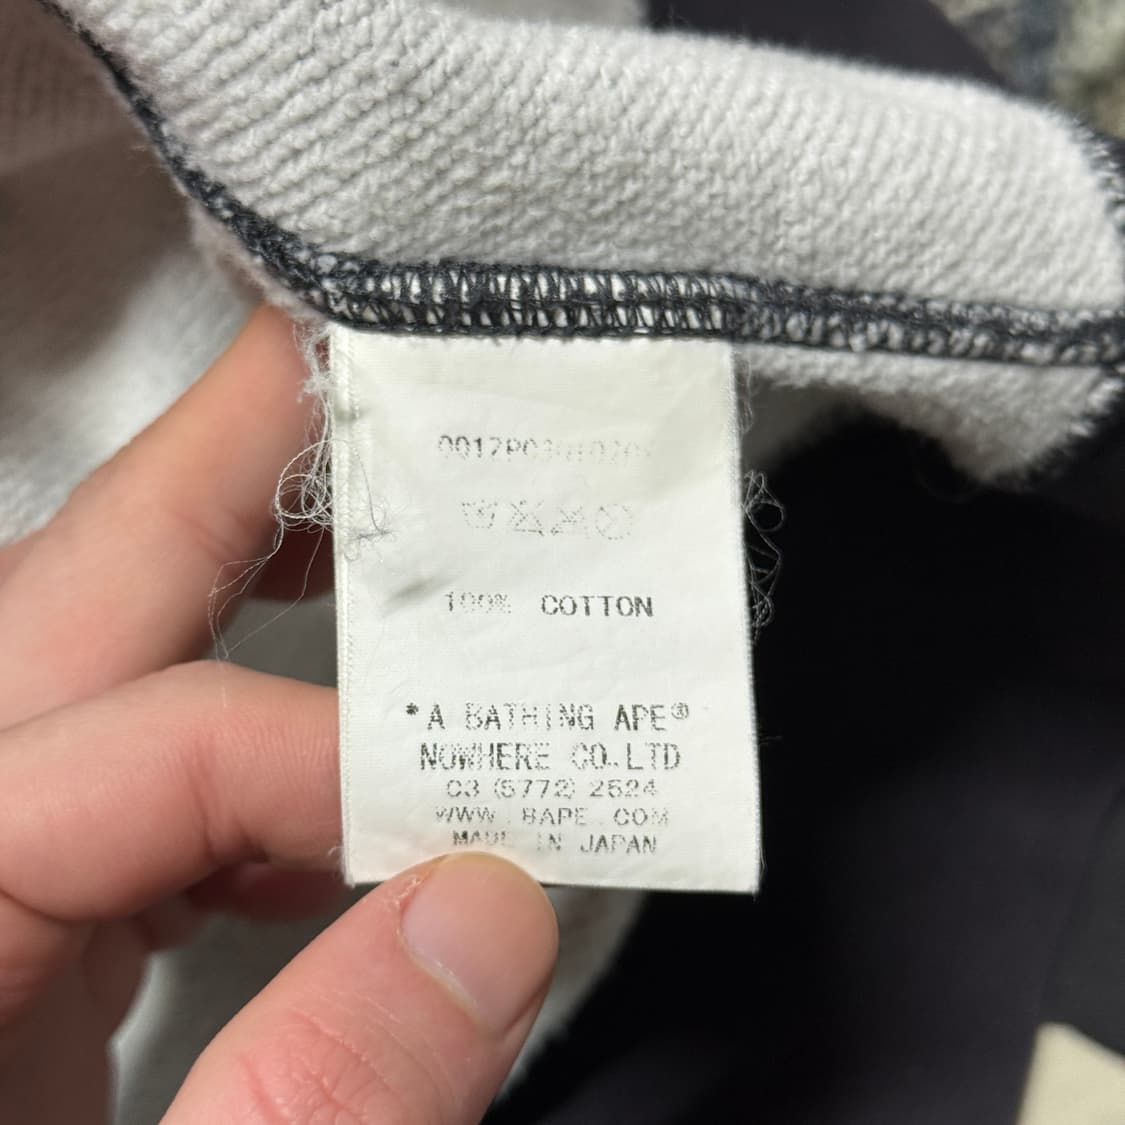 100% COTTON
*A BATHING APE®
NOWHERE CO.LTD
03 (5772) 2524
WWW.BAPE.COM
MADE IN JAPAN